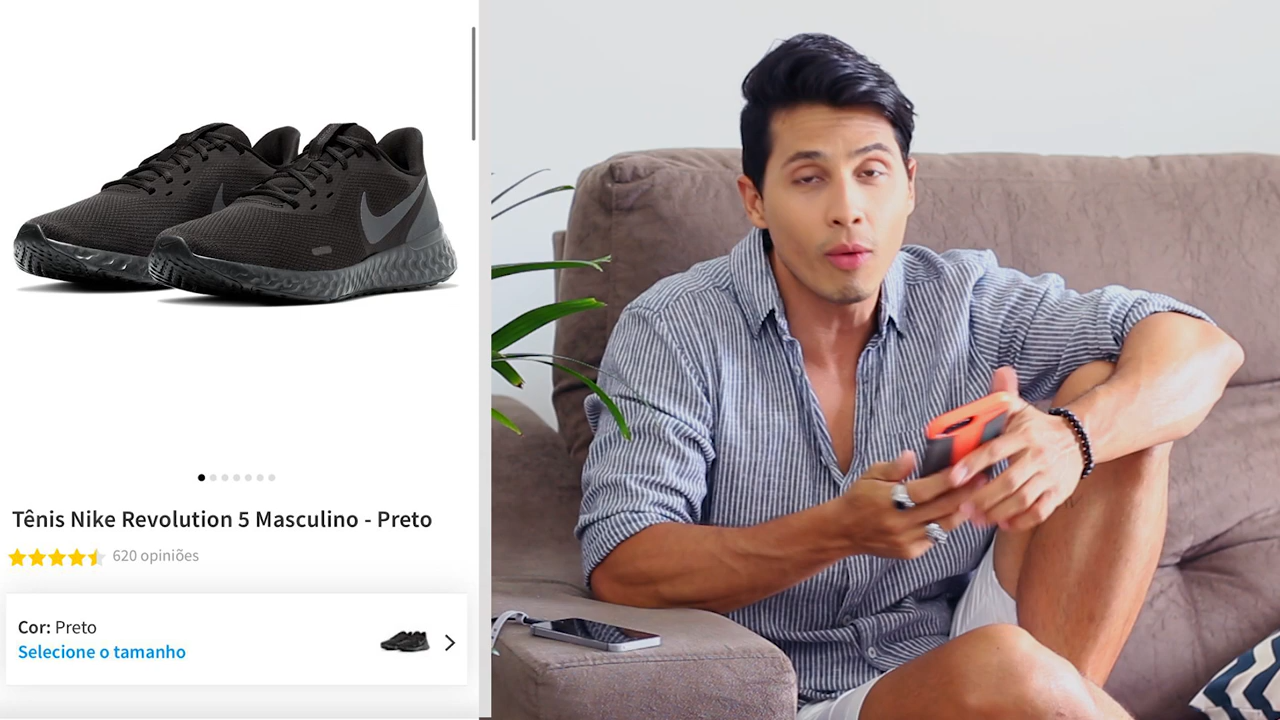 Tênis Nike Revolution 5 Masculino - Preto
620 opiniões
Cor: Preto
Selecione o tamanho